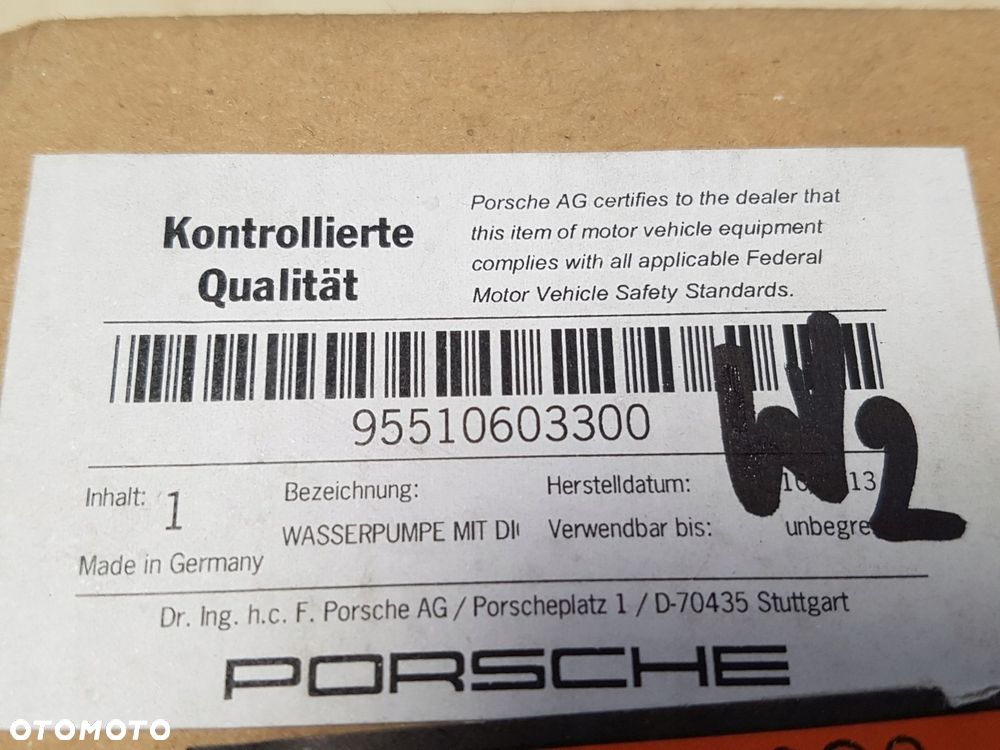 Kontrollierte
Qualität
Porsche AG certifies to the dealer that
this item of motor vehicle equipment
complies with all applicable Federal
Motor Vehicle Safety Standards.
95510603300
W2
Inhalt: 1
Bezeichnung:
WASSERPUMPE MIT
Herstelldatum: 13
Verwendbar bis:
Made in Germany
Dr. Ing. h.c. F. Porsche AG / Porscheplatz 1 / D-70435 Stuttgart
PORSCHE
OTOMOTO